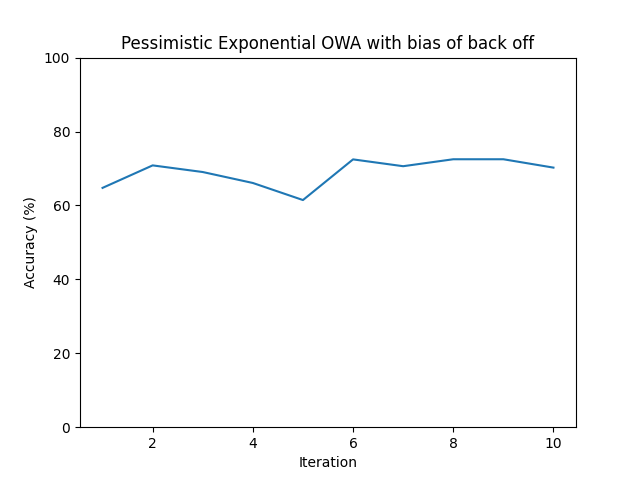 Pessimistic Exponential OWA with bias of back off
100
80
60
40
20
0
Accuracy (%)
2 4 6 8 10
Iteration